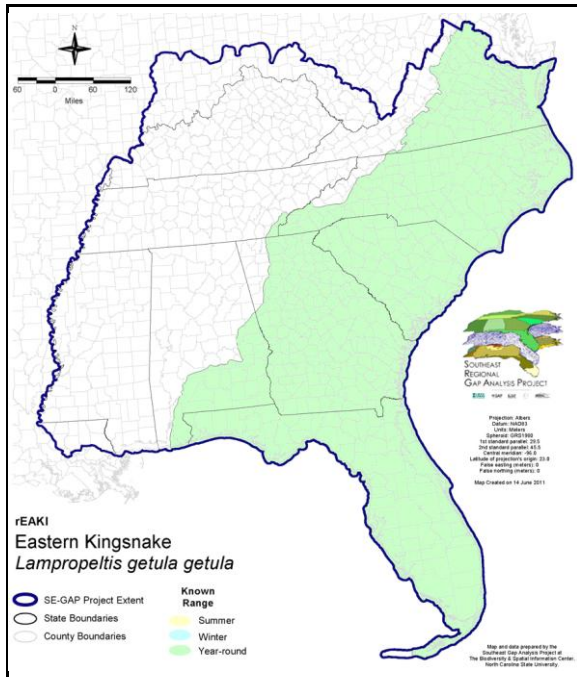 N
60 0 60 120
Miles
SOUTHEAST
REGIONAL
GAP ANALYSIS PROJECT
Projection: Albers
Datum: NAD83
Units: Meters
Spheroid: GRS1980
1st standard parallel: 29.5
2nd standard parallel: 45.5
Central meridian: -96.0
Latitude of projection's origin: 23.0
False easting (meters): 0
False northing (meters): 0
Map Created on 14 June 2011
rEAKI
Eastern Kingsnake
Lampropeltis getula getula
SE-GAP Project Extent
State Boundaries
County Boundaries
Known
Range
Summer
Winter
Year-round
Map and data prepared by the
Southeast Gap Analysis Project at
The Biodiversity & Spatial Information Center,
North Carolina State University.